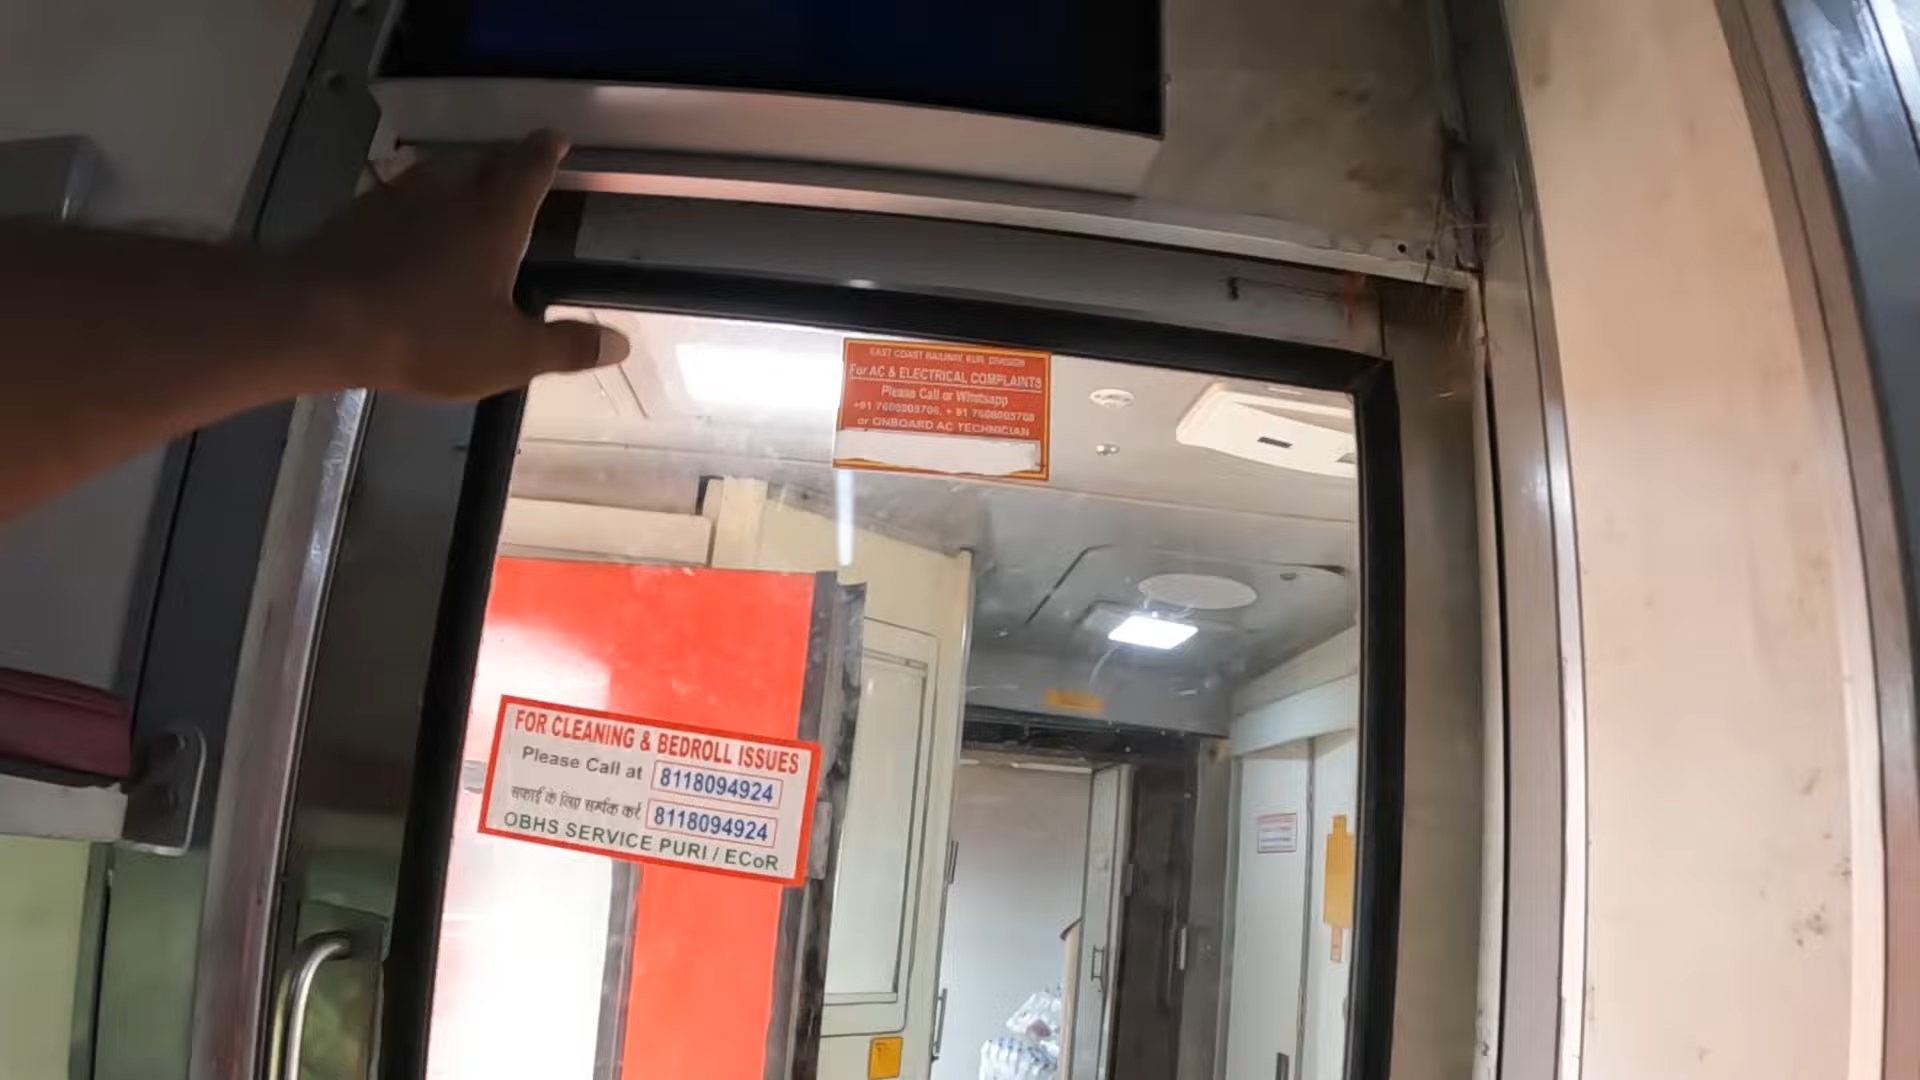 EAST COAST RAILWAY KUR DIVISION
For AC & ELECTRICAL COMPLAINTS
Please Call or Whatsapp
or ONBOARD AC TECHNICIAN
FOR CLEANING & BEDROLL ISSUES
Please Call at 8118094924
सफाई के लिए सम्पर्क करें 8118094924
OBHS SERVICE PURI / ECoR